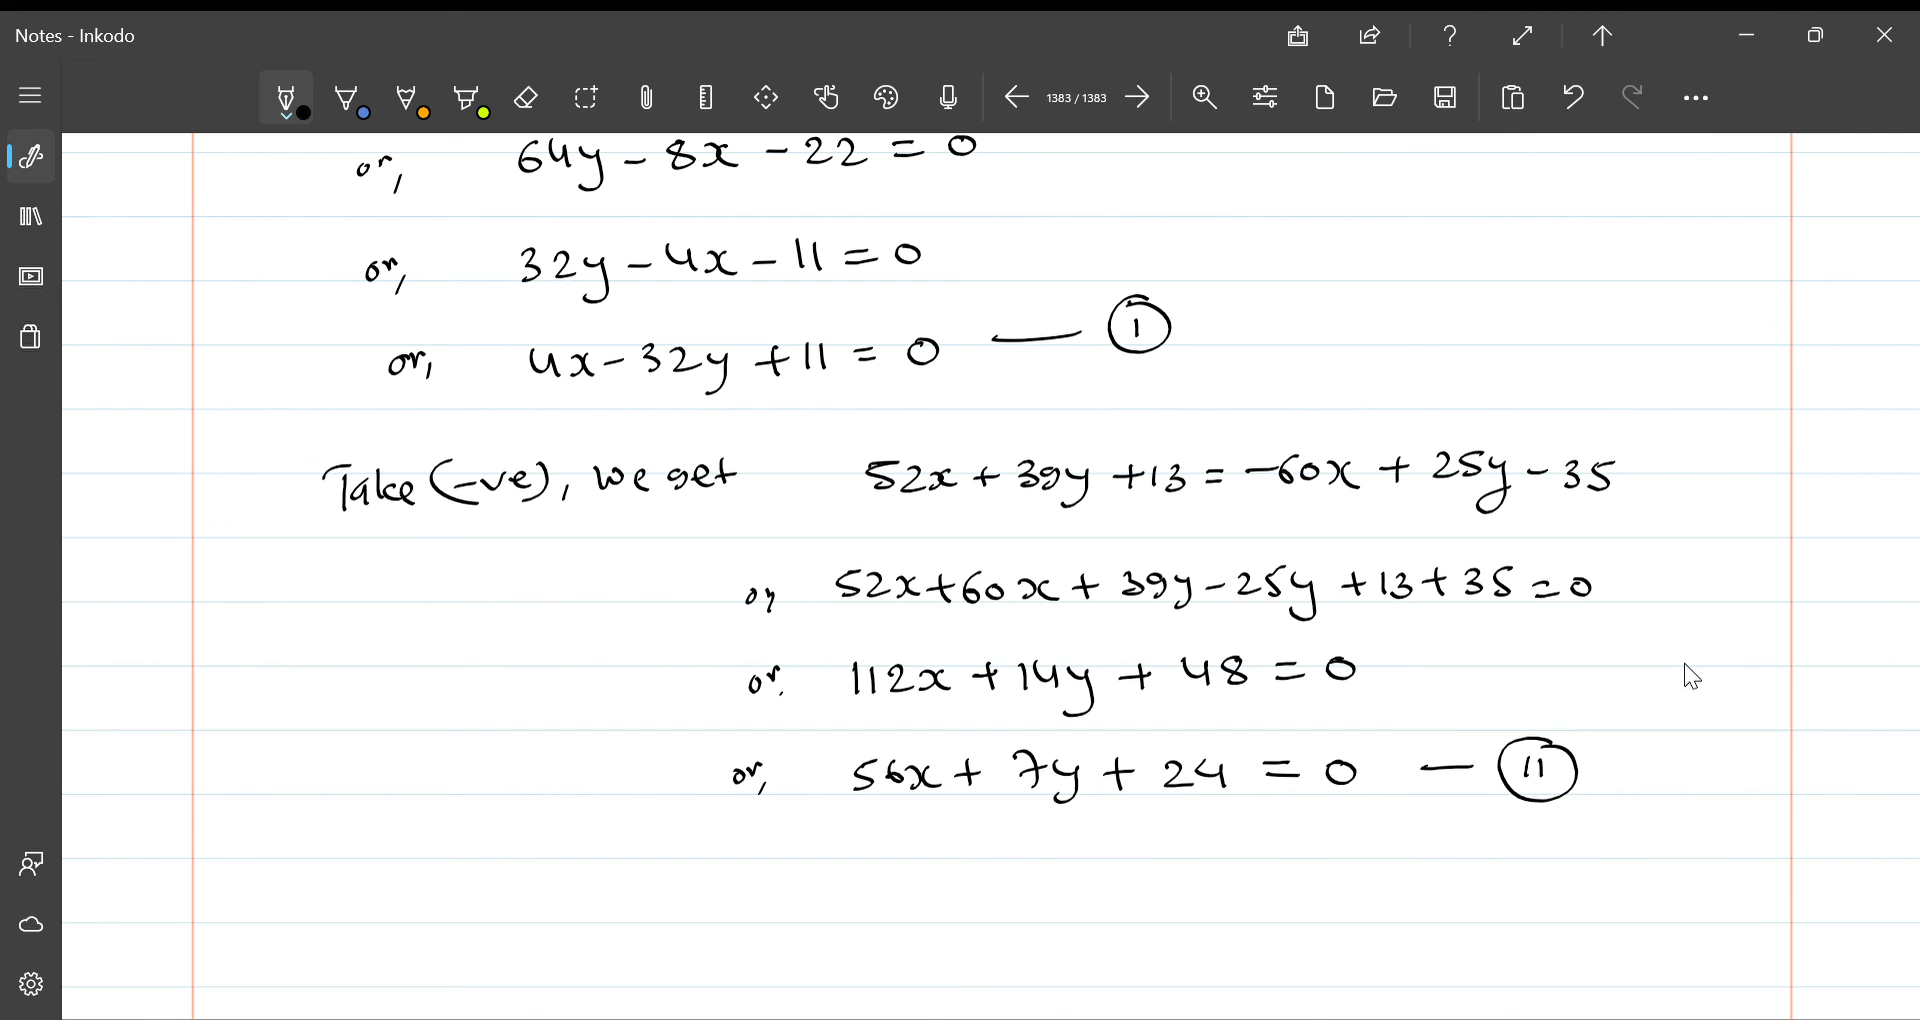 Notes - Inkodo
1383 / 1383
or, 64y - 8x - 22 = 0
or, 32y - 4x - 11 = 0
or, 4x - 32y + 11 = 0 — (1)
Take (-ve), we get 52x + 39y + 13 = -60x + 25y - 35
or 52x + 60x + 39y - 25y + 13 + 35 = 0
or. 112x + 14y + 48 = 0
or, 56x + 7y + 24 = 0 — (11)